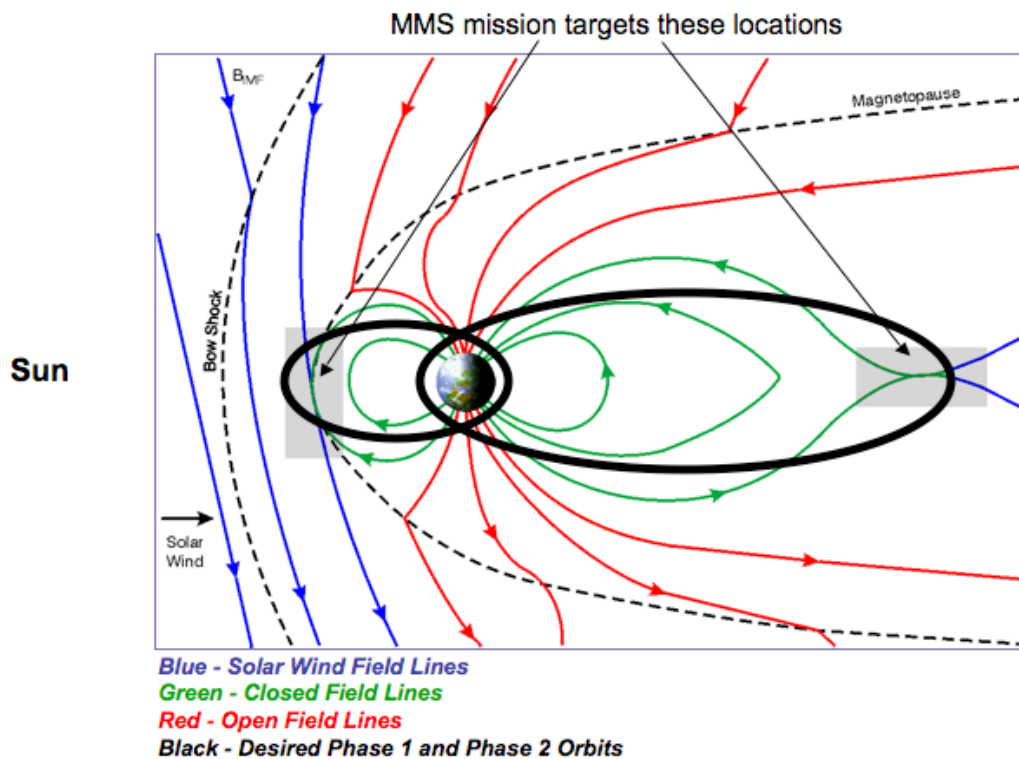 MMS mission targets these locations
B_IMF
Magnetopause
Bow Shock
Sun
Solar
Wind
Blue - Solar Wind Field Lines
Green - Closed Field Lines
Red - Open Field Lines
Black - Desired Phase 1 and Phase 2 Orbits